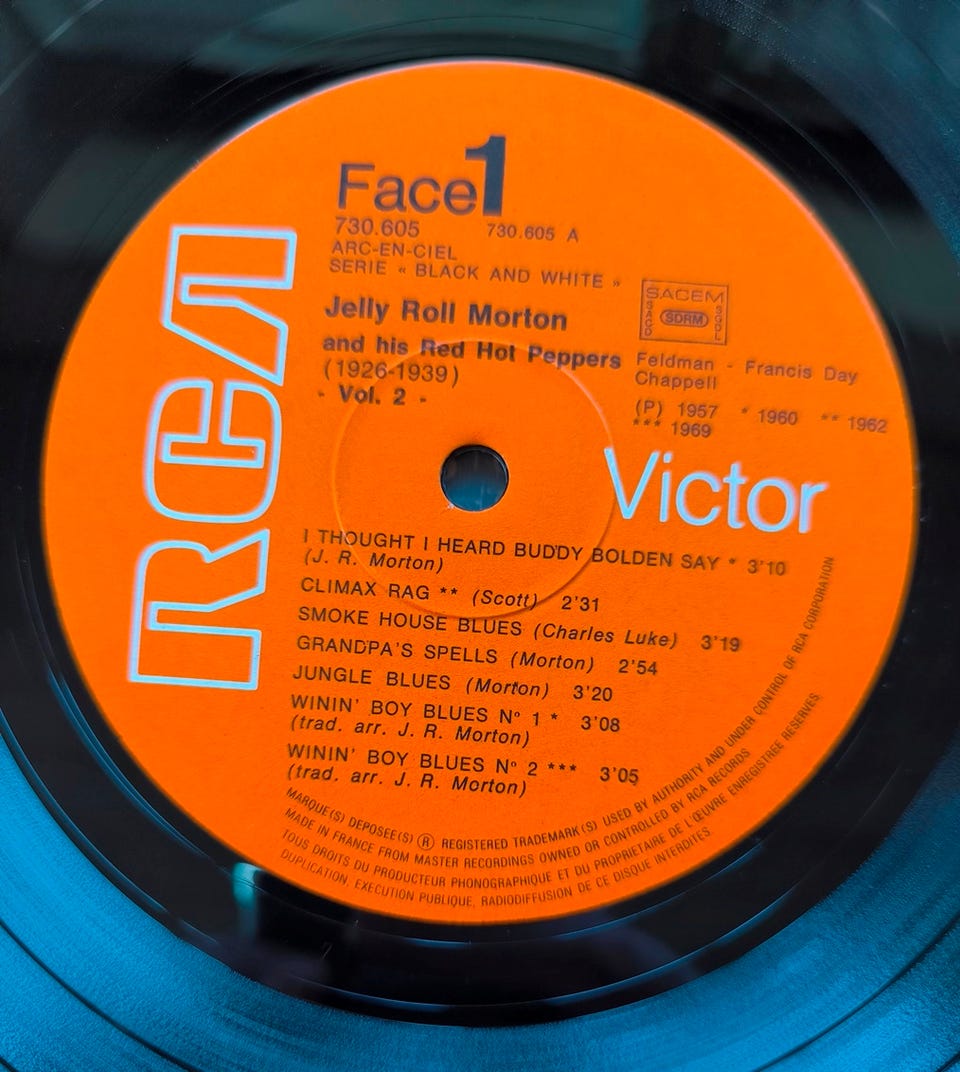 RCA
Face 1
730.605 730.605 A
ARC-EN-CIEL
SERIE « BLACK AND WHITE »
Jelly Roll Morton
and his Red Hot Peppers
(1926-1939)
- Vol. 2 -
SACEM
SACD SDRM SGDL
Feldman - Francis Day
Chappell
(P) 1957 * 1960 ** 1962
*** 1969
Victor
I THOUGHT I HEARD BUDDY BOLDEN SAY * 3'10
(J. R. Morton)
CLIMAX RAG ** (Scott) 2'31
SMOKE HOUSE BLUES (Charles Luke) 3'19
GRANDPA'S SPELLS (Morton) 2'54
JUNGLE BLUES (Morton) 3'20
WININ' BOY BLUES Nº 1 * 3'08
(trad. arr. J. R. Morton)
WININ' BOY BLUES Nº 2 *** 3'05
(trad. arr. J. R. Morton)
MARQUE(S) DEPOSEE(S) ® REGISTERED TRADEMARK(S) USED BY AUTHORITY AND UNDER CONTROL OF RCA CORPORATION
MADE IN FRANCE FROM MASTER RECORDINGS OWNED OR CONTROLLED BY RCA RECORDS
TOUS DROITS DU PRODUCTEUR PHONOGRAPHIQUE ET DU PROPRIETAIRE DE L'ŒUVRE ENREGISTREE RESERVES
DUPLICATION, EXECUTION PUBLIQUE, RADIODIFFUSION DE CE DISQUE INTERDITES.